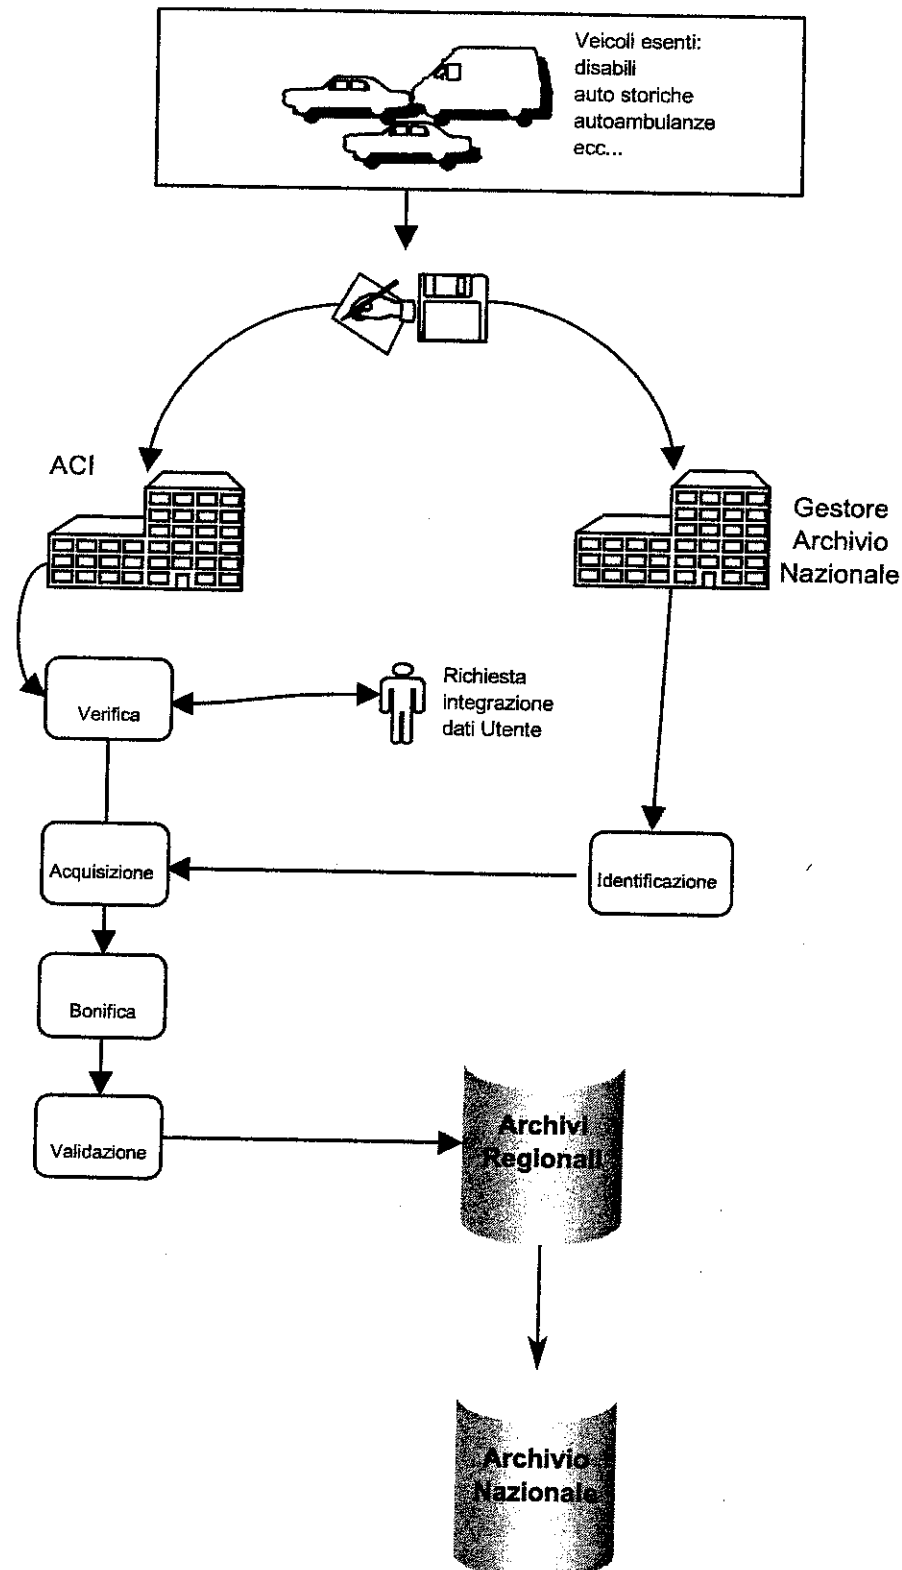 Veicoli esenti:
disabili
auto storiche
autoambulanze
ecc...
ACI
Gestore
Archivio
Nazionale
Verifica
Richiesta
integrazione
dati Utente
Acquisizione
Identificazione
Bonifica
Validazione
Archivi
Regionali
Archivio
Nazionale